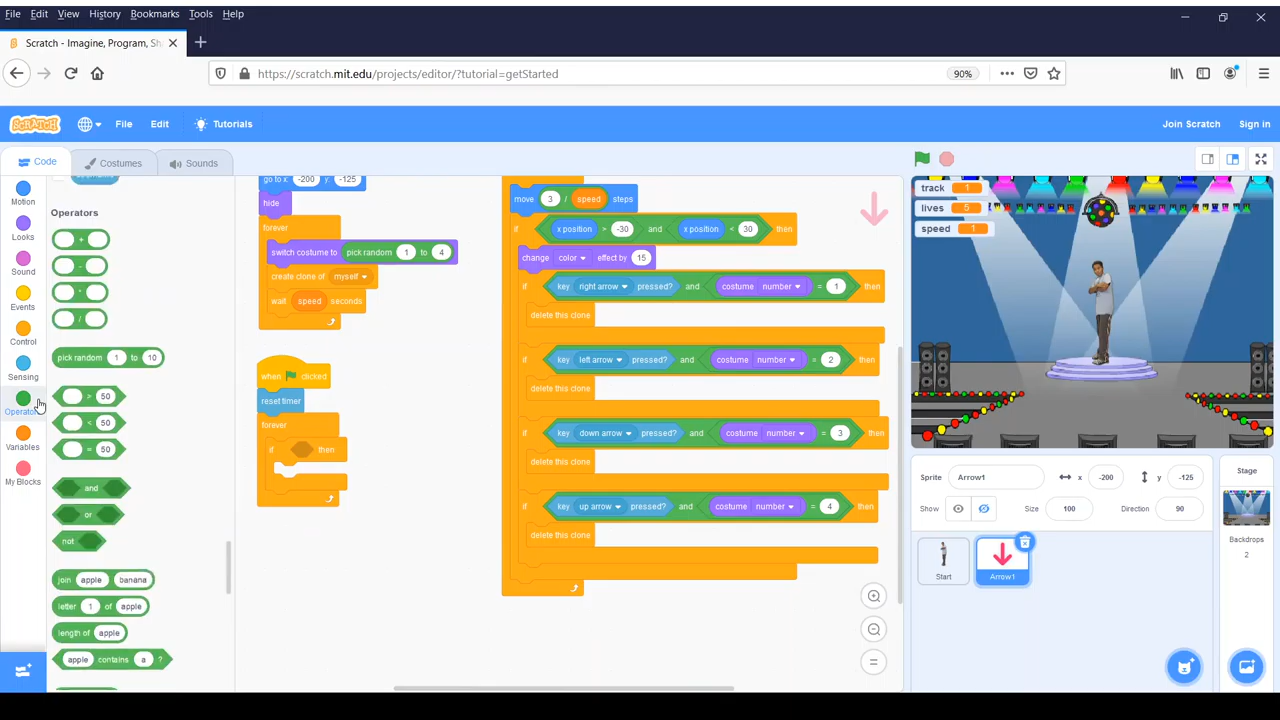 File Edit View History Bookmarks Tools Help
Scratch - Imagine, Program, Sh
https://scratch.mit.edu/projects/editor/?tutorial=getStarted 90%
SCRATCH File Edit Tutorials Join Scratch Sign in
Code Costumes Sounds
Motion
Looks
Sound
Events
Control
Sensing
Operators
Variables
My Blocks
Operators
+
-
*
/
pick random 1 to 10
> 50
< 50
= 50
and
or
not
join apple banana
letter 1 of apple
length of apple
apple contains a ?
go to x: -200 y: -125
hide
forever
switch costume to pick random 1 to 4
create clone of myself
wait speed seconds
when clicked
reset timer
forever
if then
move 3 / speed steps
if x position > -30 and x position < 30 then
change color effect by 15
if key right arrow pressed? and costume number = 1 then
delete this clone
if key left arrow pressed? and costume number = 2 then
delete this clone
if key down arrow pressed? and costume number = 3 then
delete this clone
if key up arrow pressed? and costume number = 4 then
delete this clone
track 1
lives 5
speed 1
Sprite Arrow1 x -200 y -125
Show Size 100 Direction 90
Start
Arrow1
Stage
Backdrops
2